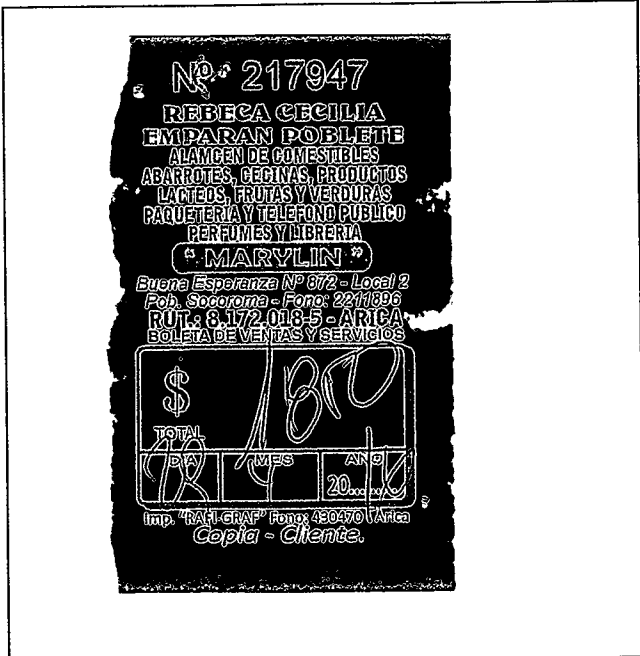 Nº 217947
REBECA CECILIA
EMPARAN POBLETE
ALAMCEN DE COMESTIBLES
ABARROTES, CECINAS, PRODUCTOS
LACTEOS, FRUTAS Y VERDURAS
PAQUETERIA Y TELEFONO PUBLICO
PERFUMES Y LIBRERIA
" MARYLIN "
Buena Esperanza Nº 872 - Local 2
Pob. Socoroma - Fono: 2211896
RUT.: 8.172.018-5 - ARICA
BOLETA DE VENTAS Y SERVICIOS
$
TOTAL
DIA MES AÑO
20........
Imp. "RAFI-GRAF" Fono: 430470 Arica
Copia - Cliente.